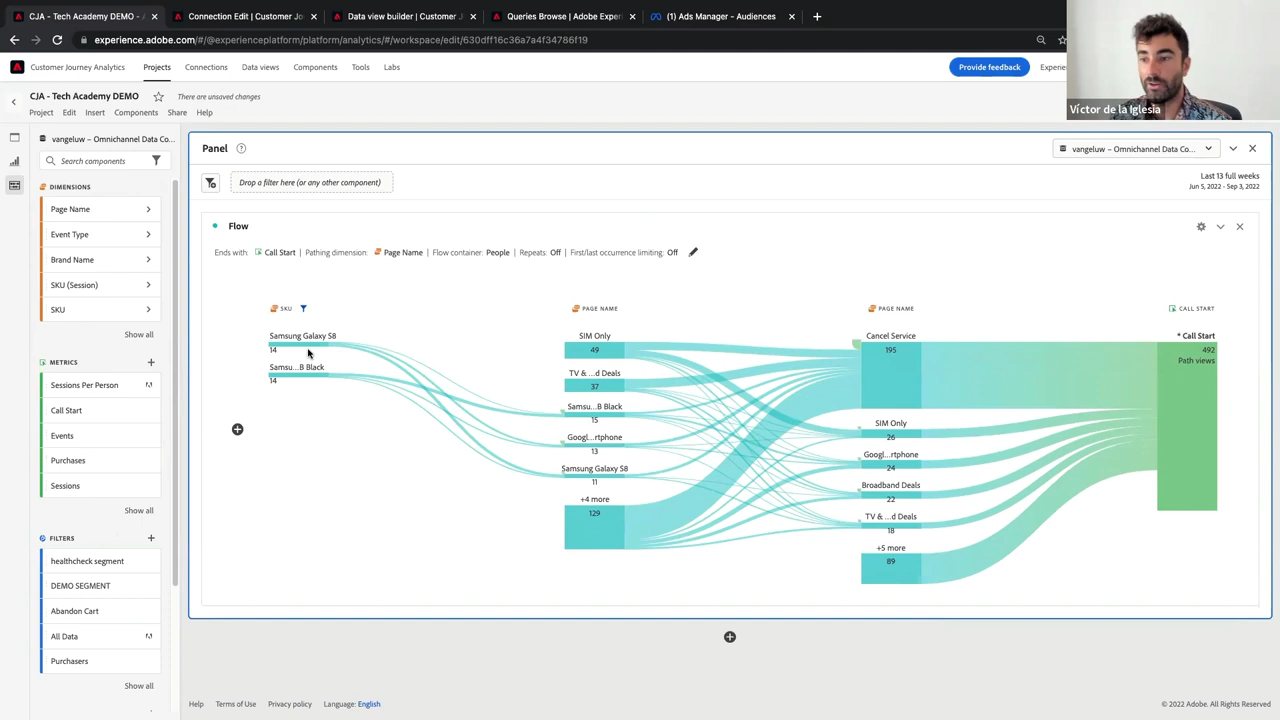 CJA - Tech Academy DEMO - A
Connection Edit | Customer Jo
Data view builder | Customer J
Queries Browse | Adobe Exper
(1) Ads Manager - Audiences
experience.adobe.com/#/@experienceplatform/platform/analytics/#/workspace/edit/630dff16c36a7a4f34786f19
Customer Journey Analytics
Projects
Connections
Data views
Components
Tools
Labs
Provide feedback
Experie
Víctor de la Iglesia
CJA - Tech Academy DEMO
There are unsaved changes
Project
Edit
Insert
Components
Share
Help
vangeluw – Omnichannel Data Co...
Search components
DIMENSIONS
Page Name
Event Type
Brand Name
SKU (Session)
SKU
Show all
METRICS
Sessions Per Person
Call Start
Events
Purchases
Sessions
Show all
FILTERS
healthcheck segment
DEMO SEGMENT
Abandon Cart
All Data
Purchasers
Show all
Panel
vangeluw – Omnichannel Data Co...
Drop a filter here (or any other component)
Last 13 full weeks
Jun 5, 2022 - Sep 3, 2022
Flow
Ends with: Call Start | Pathing dimension: Page Name | Flow container: People | Repeats: Off | First/last occurrence limiting: Off
SKU
Samsung Galaxy S8
14
Samsu...B Black
14
PAGE NAME
SIM Only
49
TV & ...d Deals
37
Samsu...B Black
15
Googl...rtphone
13
Samsung Galaxy S8
11
+4 more
129
PAGE NAME
Cancel Service
195
SIM Only
26
Googl...rtphone
24
Broadband Deals
22
TV & ...d Deals
18
+5 more
89
CALL START
* Call Start
492
Path views
Help
Terms of Use
Privacy policy
Language: English
© 2022 Adobe. All Rights Reserved